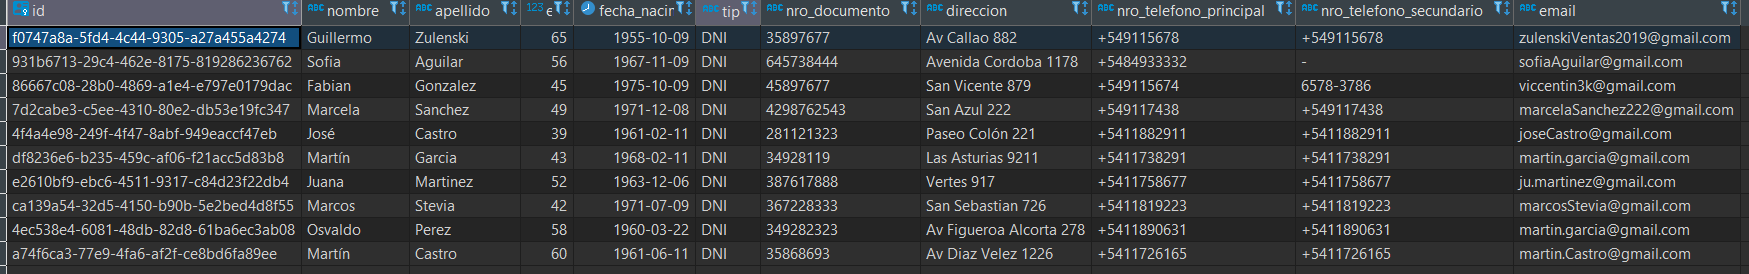 id nombre apellido 123 e fecha_nacin tip nro_documento direccion nro_telefono_principal nro_telefono_secundario email
f0747a8a-5fd4-4c44-9305-a27a455a4274 Guillermo Zulenski 65 1955-10-09 DNI 35897677 Av Callao 882 +549115678 +549115678 zulenskiVentas2019@gmail.com
931b6713-29c4-462e-8175-819286236762 Sofia Aguilar 56 1967-11-09 DNI 645738444 Avenida Cordoba 1178 +5484933332 - sofiaAguilar@gmail.com
86667c08-28b0-4869-a1e4-e797e0179dac Fabian Gonzalez 45 1975-10-09 DNI 45897677 San Vicente 879 +549115674 6578-3786 viccentin3k@gmail.com
7d2cabe3-c5ee-4310-80e2-db53e19fc347 Marcela Sanchez 49 1971-12-08 DNI 4298762543 San Azul 222 +549117438 +549117438 marcelaSanchez222@gmail.com
4f4a4e98-249f-4f47-8abf-949eaccf47eb José Castro 39 1961-02-11 DNI 281121323 Paseo Colón 221 +5411882911 +5411882911 joseCastro@gmail.com
df8236e6-b235-459c-af06-f21acc5d83b8 Martín Garcia 43 1968-02-11 DNI 34928119 Las Asturias 9211 +5411738291 +5411738291 martin.garcia@gmail.com
e2610bf9-ebc6-4511-9317-c84d23f22db4 Juana Martinez 52 1963-12-06 DNI 387617888 Vertes 917 +5411758677 +5411758677 ju.martinez@gmail.com
ca139a54-32d5-4150-b90b-5e2bed4d8f55 Marcos Stevia 42 1971-07-09 DNI 367228333 San Sebastian 726 +5411819223 +5411819223 marcosStevia@gmail.com
4ec538e4-6081-48db-82d8-61ba6ec3ab08 Osvaldo Perez 58 1960-03-22 DNI 349282323 Av Figueroa Alcorta 278 +5411890631 +5411890631 martin.garcia@gmail.com
a74f6ca3-77e9-4fa6-af2f-ce8bd6fa89ee Martín Castro 60 1961-06-11 DNI 35868693 Av Diaz Velez 1226 +5411726165 +5411726165 martin.Castro@gmail.com